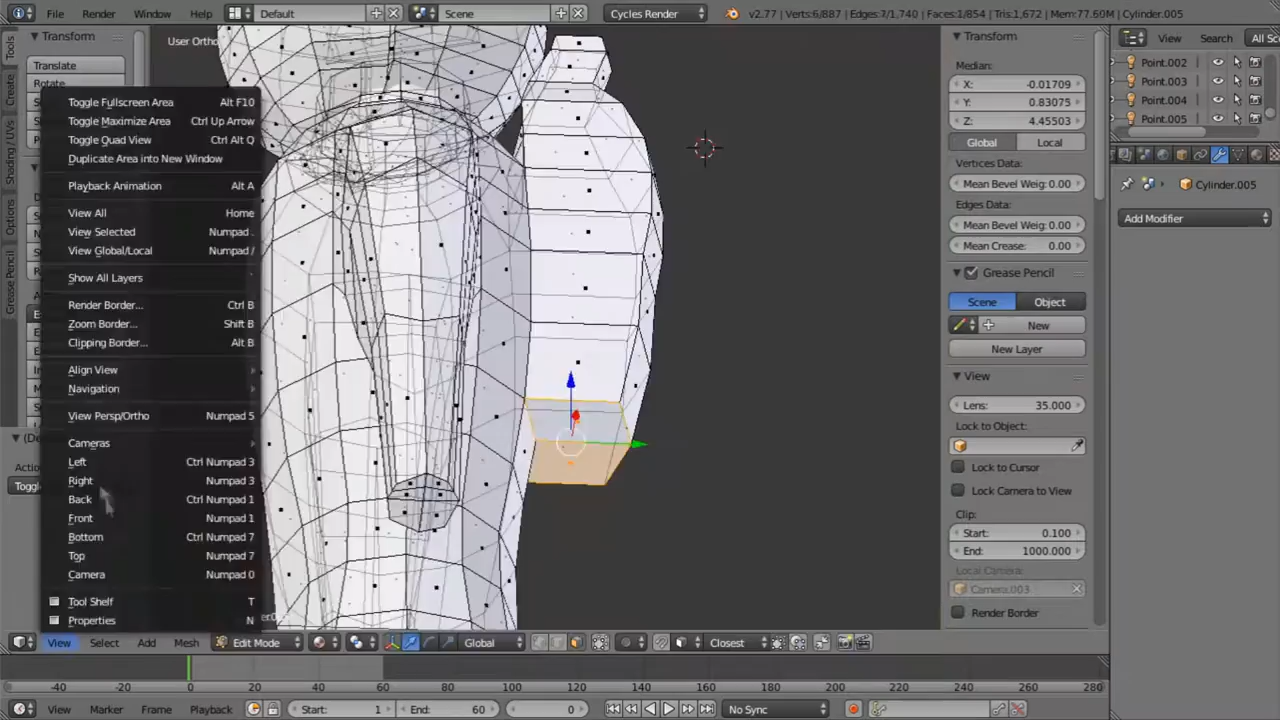 File Render Window Help Default Scene Cycles Render v2.77 | Verts:6/887 | Edges:7/1,740 | Faces:1/854 | Tris:1,672 | Mem:77.60M | Cylinder.005
Tools
Create
Shading / UVs
Options
Grease Pencil
Transform
Translate
Rotate
User Ortho
Toggle Fullscreen Area Alt F10
Toggle Maximize Area Ctrl Up Arrow
Toggle Quad View Ctrl Alt Q
Duplicate Area into New Window
Playback Animation Alt A
View All Home
View Selected Numpad .
View Global/Local Numpad /
Show All Layers
Render Border... Ctrl B
Zoom Border... Shift B
Clipping Border... Alt B
Align View
Navigation
View Persp/Ortho Numpad 5
Cameras
Left Ctrl Numpad 3
Right Numpad 3
Back Ctrl Numpad 1
Front Numpad 1
Bottom Ctrl Numpad 7
Top Numpad 7
Camera Numpad 0
Tool Shelf T
Properties N
Transform
Median:
X: -0.01709
Y: 0.83075
Z: 4.45503
Global Local
Vertices Data:
Mean Bevel Weig: 0.00
Edges Data:
Mean Bevel Weig: 0.00
Mean Crease: 0.00
Grease Pencil
Scene Object
New
New Layer
View
Lens: 35.000
Lock to Object:
Lock to Cursor
Lock Camera to View
Clip:
Start: 0.100
End: 1000.000
Local Camera:
Camera.003
Render Border
View Search All Sc
Point.002
Point.003
Point.004
Point.005
Cylinder.005
Add Modifier
View Select Add Mesh Edit Mode Global Closest
-40 -20 0 20 40 60 80 100 120 140 160 180 200 220 240 260 280
View Marker Frame Playback Start: 1 End: 60 0 No Sync